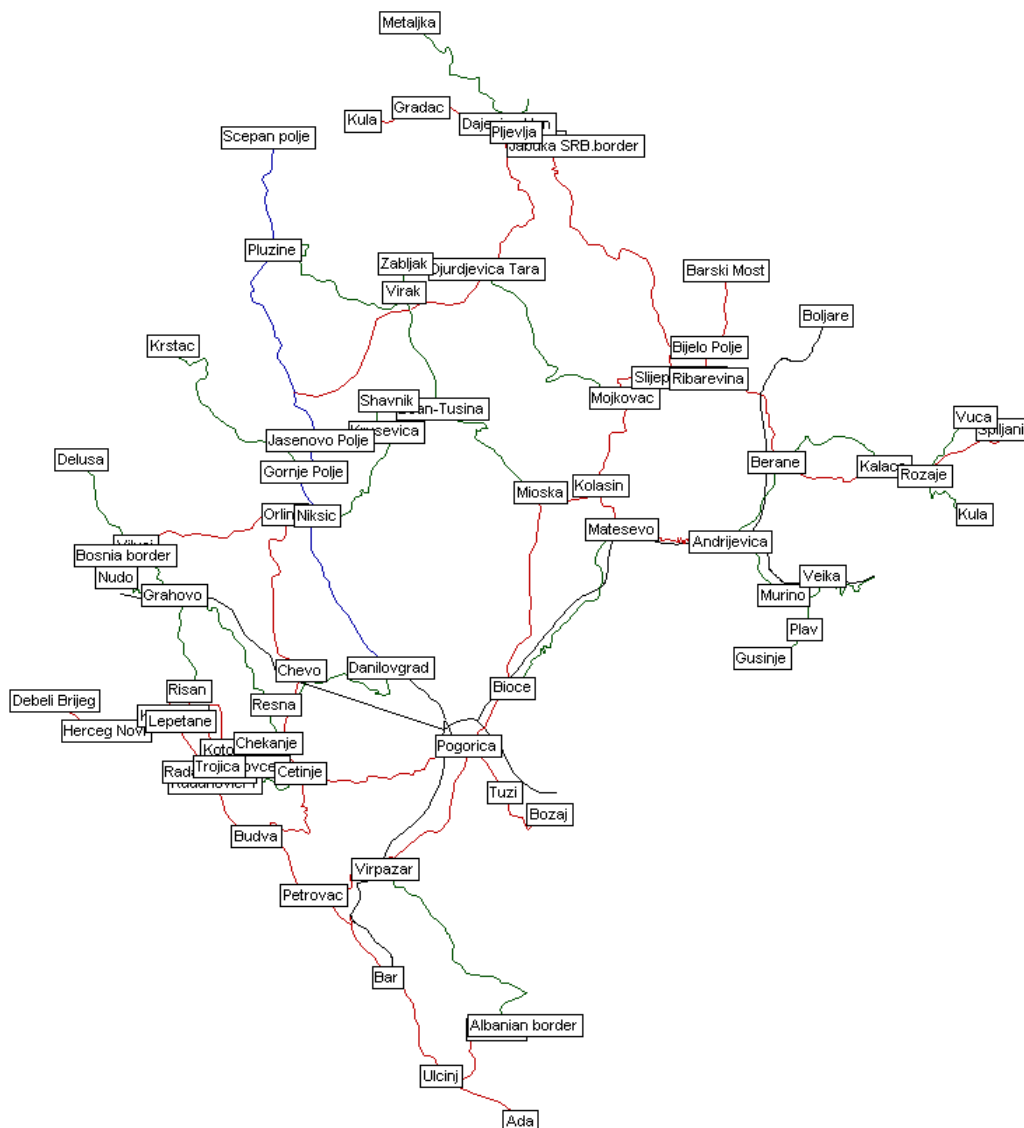 Metaljka
Gradac
Kula
Pljevlja
Scepan polje
Jabuka SRB.border
Pluzine
Zabljak
Djurdjevica Tara
Barski Most
Virak
Boljare
Krstac
Bijelo Polje
Ribarevina
Mojkovac
Shavnik
Vuca
Jasenovo Polje
Delusa
Berane
Gornje Polje
Rozaje
Kolasin
Mioska
Niksic
Kula
Matesevo
Andrijevica
Bosnia border
Nudo
Veika
Grahovo
Murino
Plav
Gusinje
Danilovgrad
Chevo
Risan
Bioce
Debeli Brijeg
Resna
Lepetane
Herceg Novi
Chekanje
Pogorica
Trojica
Cetinje
Tuzi
Bozaj
Budva
Virpazar
Petrovac
Bar
Albanian border
Ulcinj
Ada